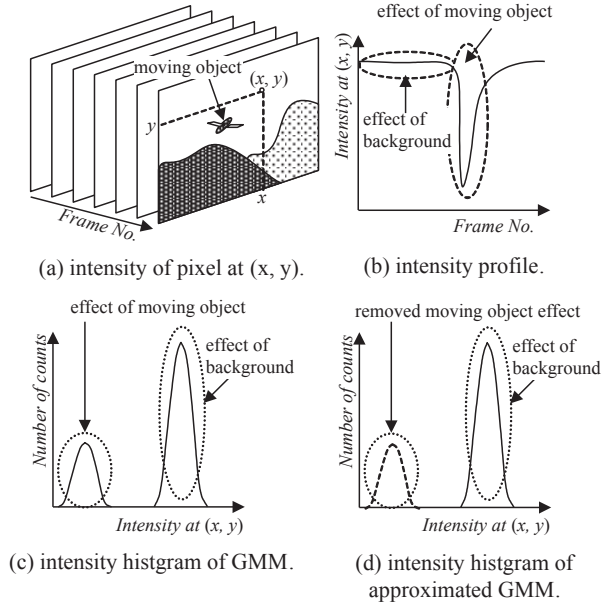 moving object
(x, y)
y
x
Frame No.
(a) intensity of pixel at (x, y).
effect of moving object
Intensity at (x, y)
effect of
background
Frame No.
(b) intensity profile.
effect of moving object
Number of counts
effect of
background
Intensity at (x, y)
(c) intensity histgram of GMM.
removed moving object effect
Number of counts
effect of
background
Intensity at (x, y)
(d) intensity histgram of
approximated GMM.